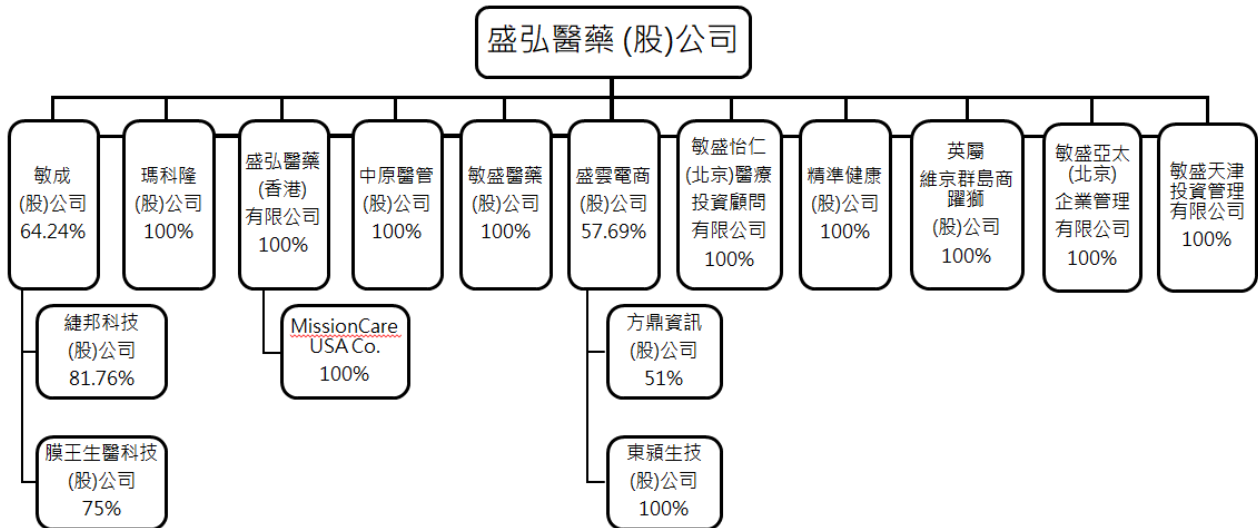 盛弘醫藥 (股)公司
敏成
(股)公司
64.24%
瑪科隆
(股)公司
100%
盛弘醫藥
(香港)
有限公司
100%
中原醫管
(股)公司
100%
敏盛醫藥
(股)公司
100%
盛雲電商
(股)公司
57.69%
敏盛怡仁
(北京)醫療
投資顧問
有限公司
100%
精準健康
(股)公司
100%
英屬
維京群島商
躍獅
(股)公司
100%
敏盛亞太
(北京)
企業管理
有限公司
100%
敏盛天津
投資管理
有限公司
100%
緁邦科技
(股)公司
81.76%
MissionCare
USA Co.
100%
方鼎資訊
(股)公司
51%
膜王生醫科技
(股)公司
75%
東潁生技
(股)公司
100%